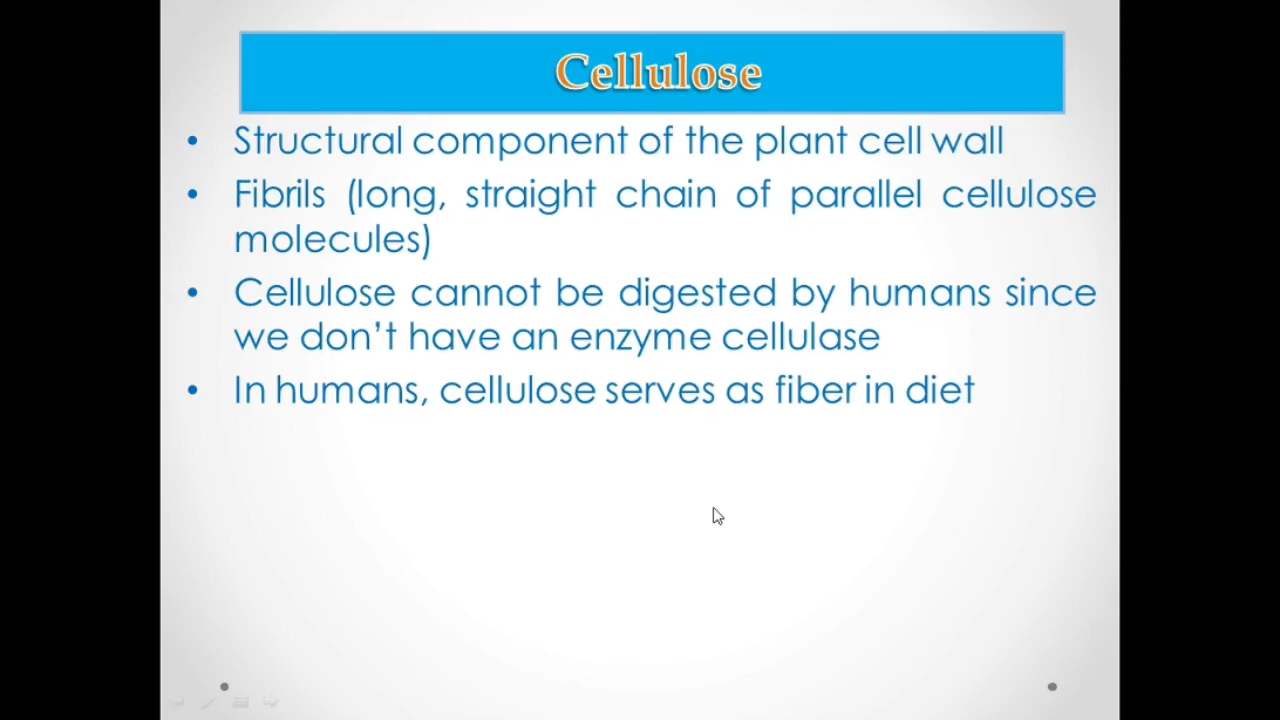 Cellulose
• Structural component of the plant cell wall
• Fibrils (long, straight chain of parallel cellulose
molecules)
• Cellulose cannot be digested by humans since
we don’t have an enzyme cellulase
• In humans, cellulose serves as fiber in diet